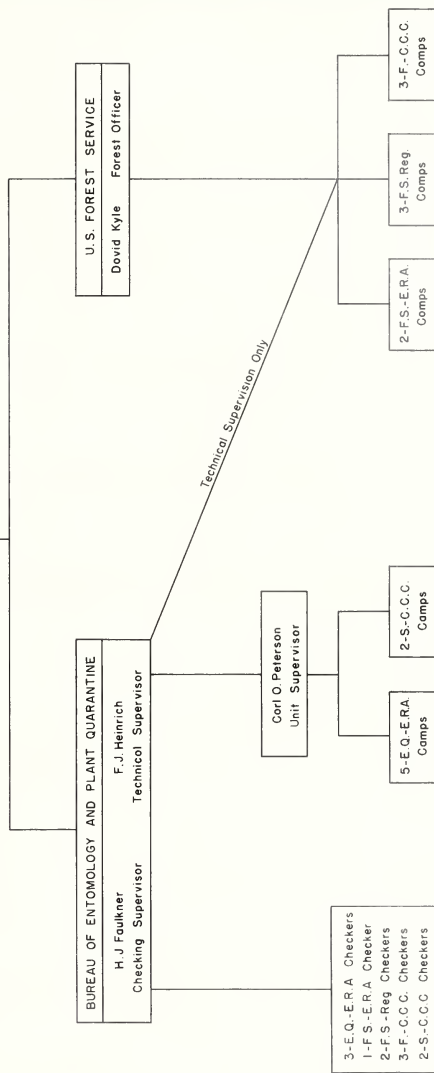 BUREAU OF ENTOMOLOGY AND PLANT QUARANTINE
H.J Faulkner
Checking Supervisor
F.J. Heinrich
Technicol Supervisor
U.S. FOREST SERVICE
Dovid Kyle Forest Officer
Technical Supervision Only
Corl O. Peterson
Unit Supervisor
3-E.Q.-E.R.A Checkers
1-F S.-E.R.A Checker
2-F.S-Reg Checkers
3-F.-C.C C. Checkers
2-S.-C.C.C Checkers
5-E.Q.-E.R.A.
Camps
2-S.-C.C.C.
Camps
2-F.S.-E.R.A.
Comps
3-F.S. Reg.
Comps
3-F.-C.C.C.
Comps